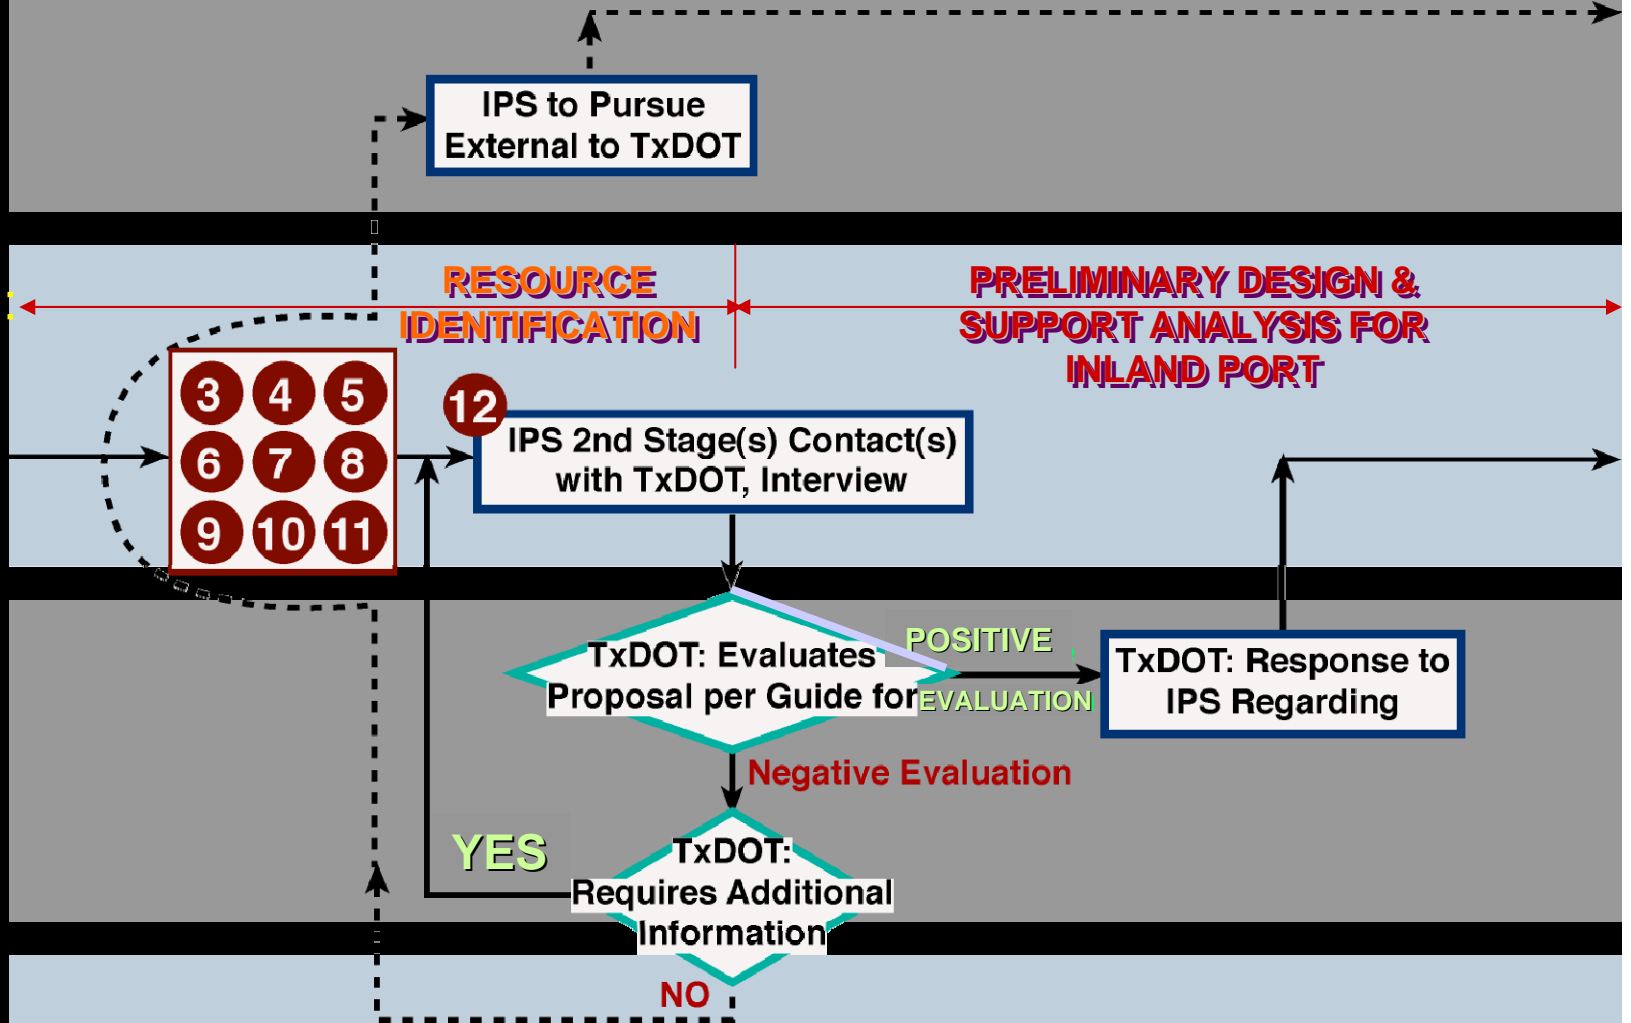 IPS to Pursue
External to TxDOT
RESOURCE
IDENTIFICATION
PRELIMINARY DESIGN &
SUPPORT ANALYSIS FOR
INLAND PORT
3 4 5
6 7 8
9 10 11
12
IPS 2nd Stage(s) Contact(s)
with TxDOT, Interview
TxDOT: Evaluates
Proposal per Guide for
POSITIVE
EVALUATION
TxDOT: Response to
IPS Regarding
Negative Evaluation
YES
TxDOT:
Requires Additional
Information
NO